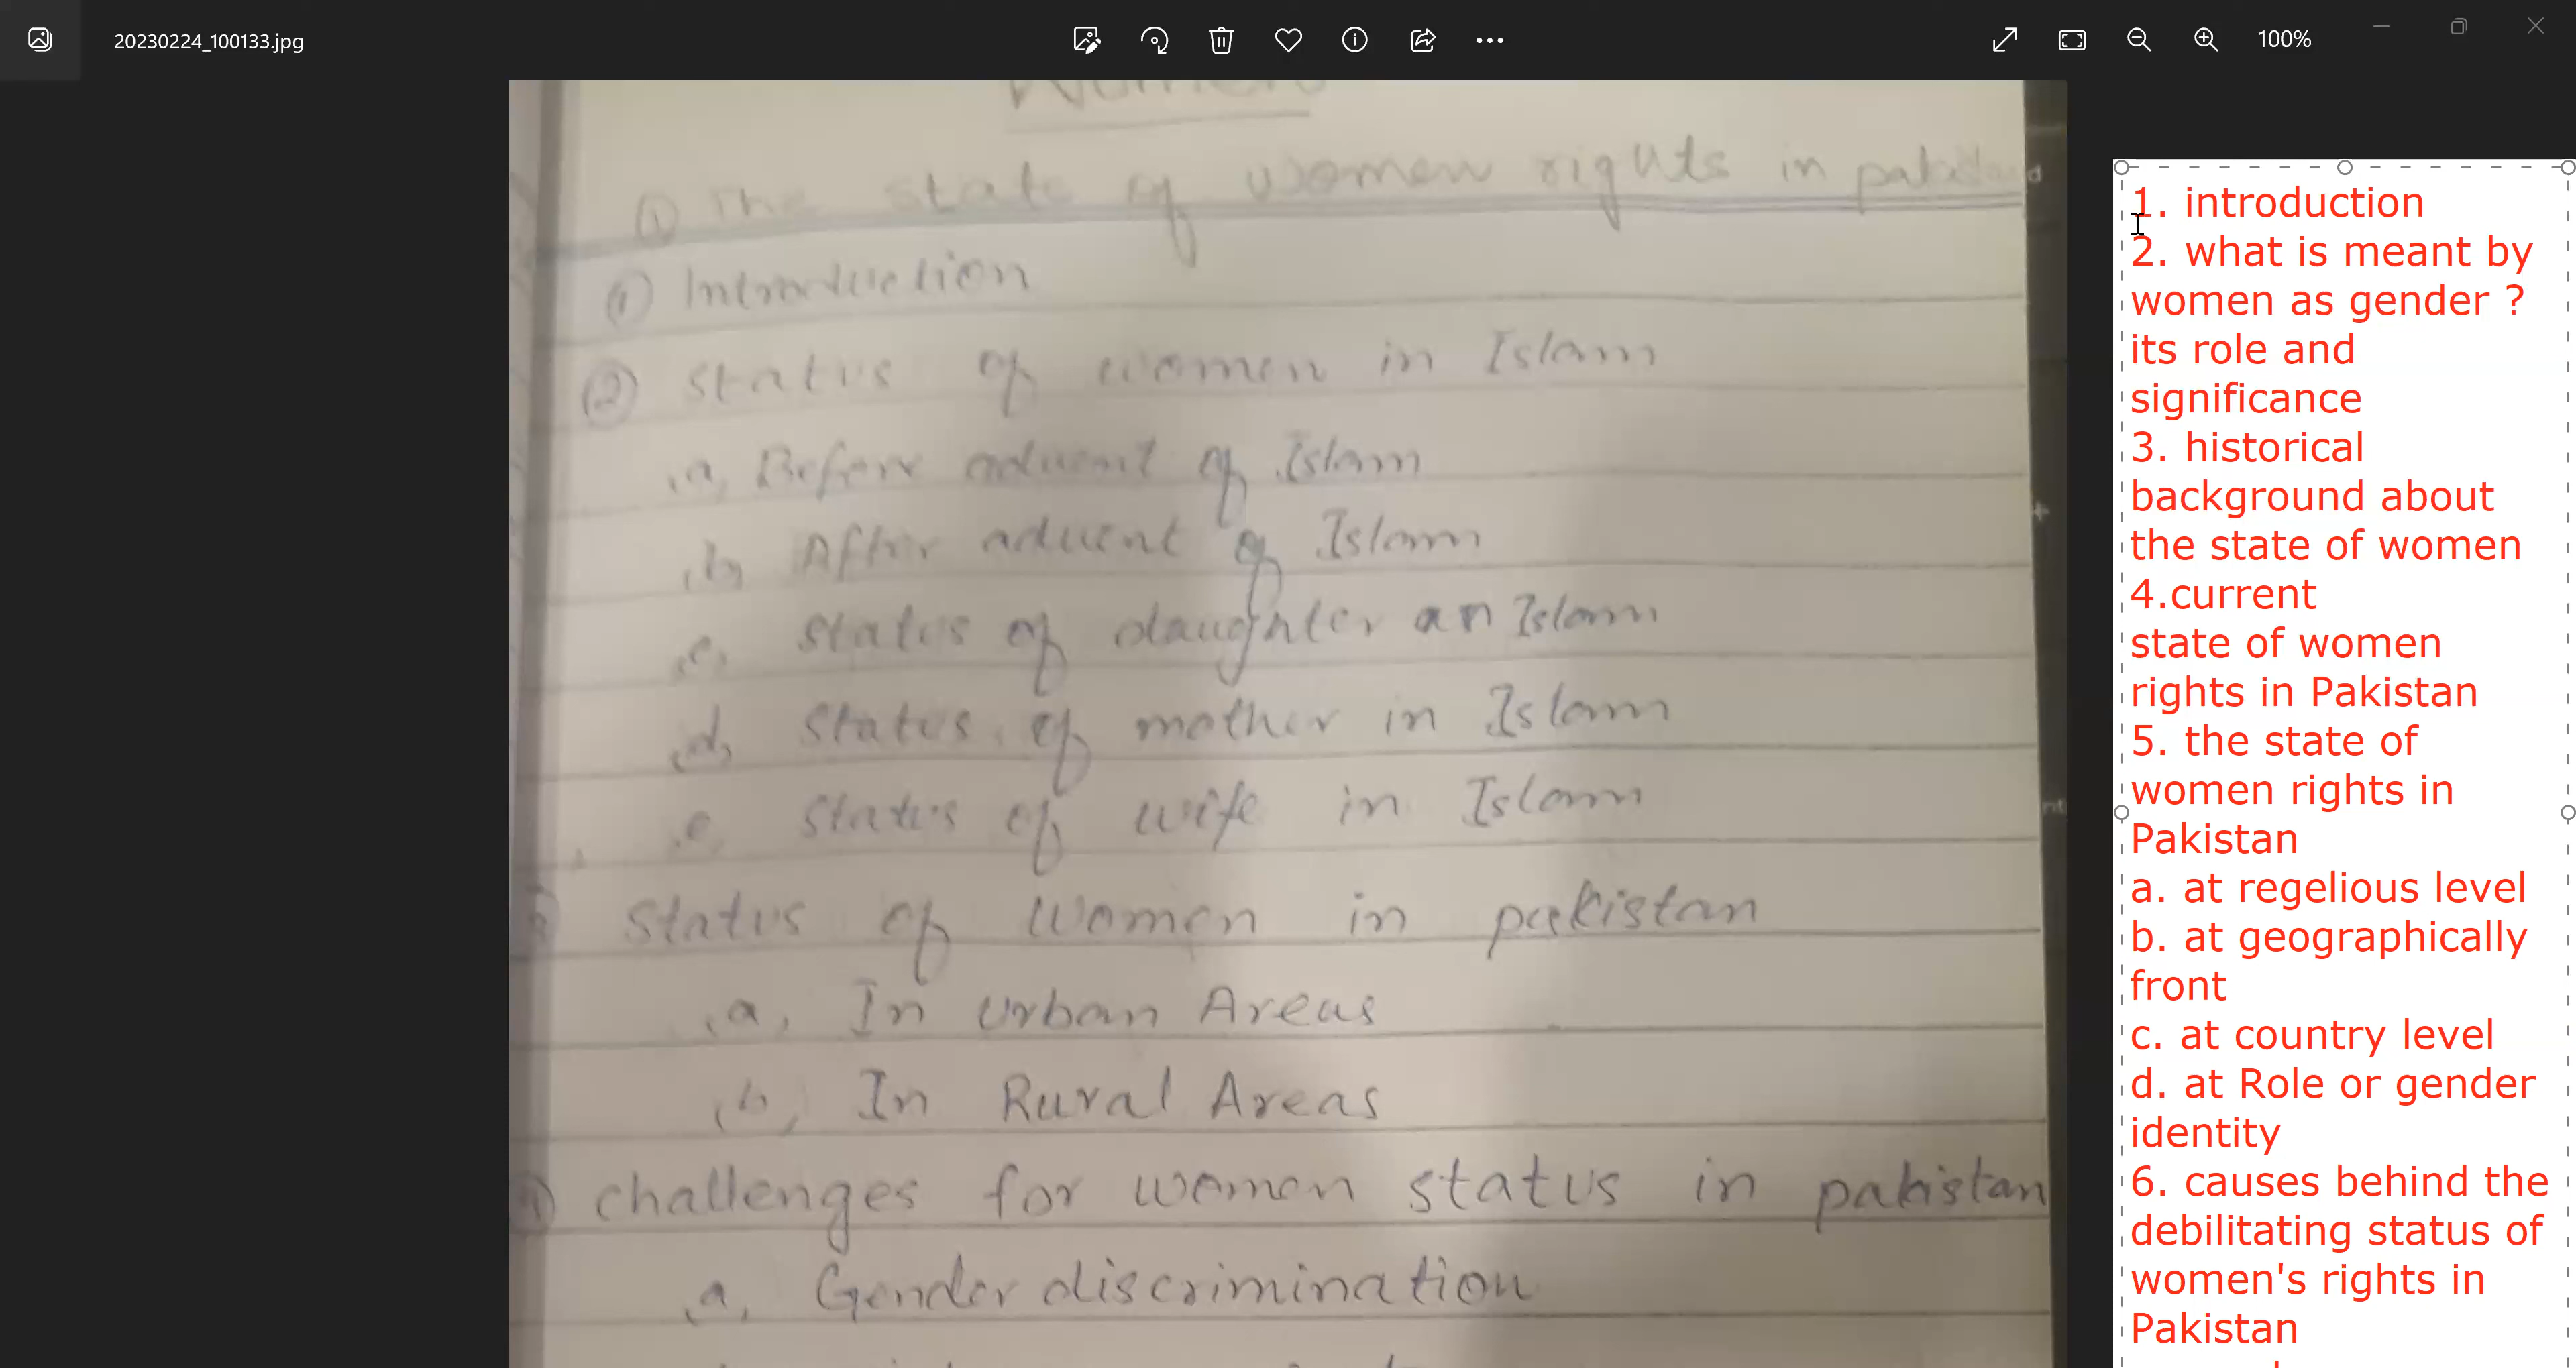 20230224_100133.jpg
100%
Women
① The state of women rights in pakistan
① Introduction
② status of women in Islam
a, Before aduent of Islam
b, After aduent of Islam
c, status of daughter an Islam
d, status of mother in Islam
e, status of wife in Islam
status of women in pakistan
a, In urban Areas
b, In Rural Areas
challenges for women status in pakistan
a, Gender discrimination
1. introduction
2. what is meant by
women as gender ?
its role and
significance
3. historical
background about
the state of women
4.current
state of women
rights in Pakistan
5. the state of
women rights in
Pakistan
a. at regelious level
b. at geographically
front
c. at country level
d. at Role or gender
identity
6. causes behind the
debilitating status of
women's rights in
Pakistan